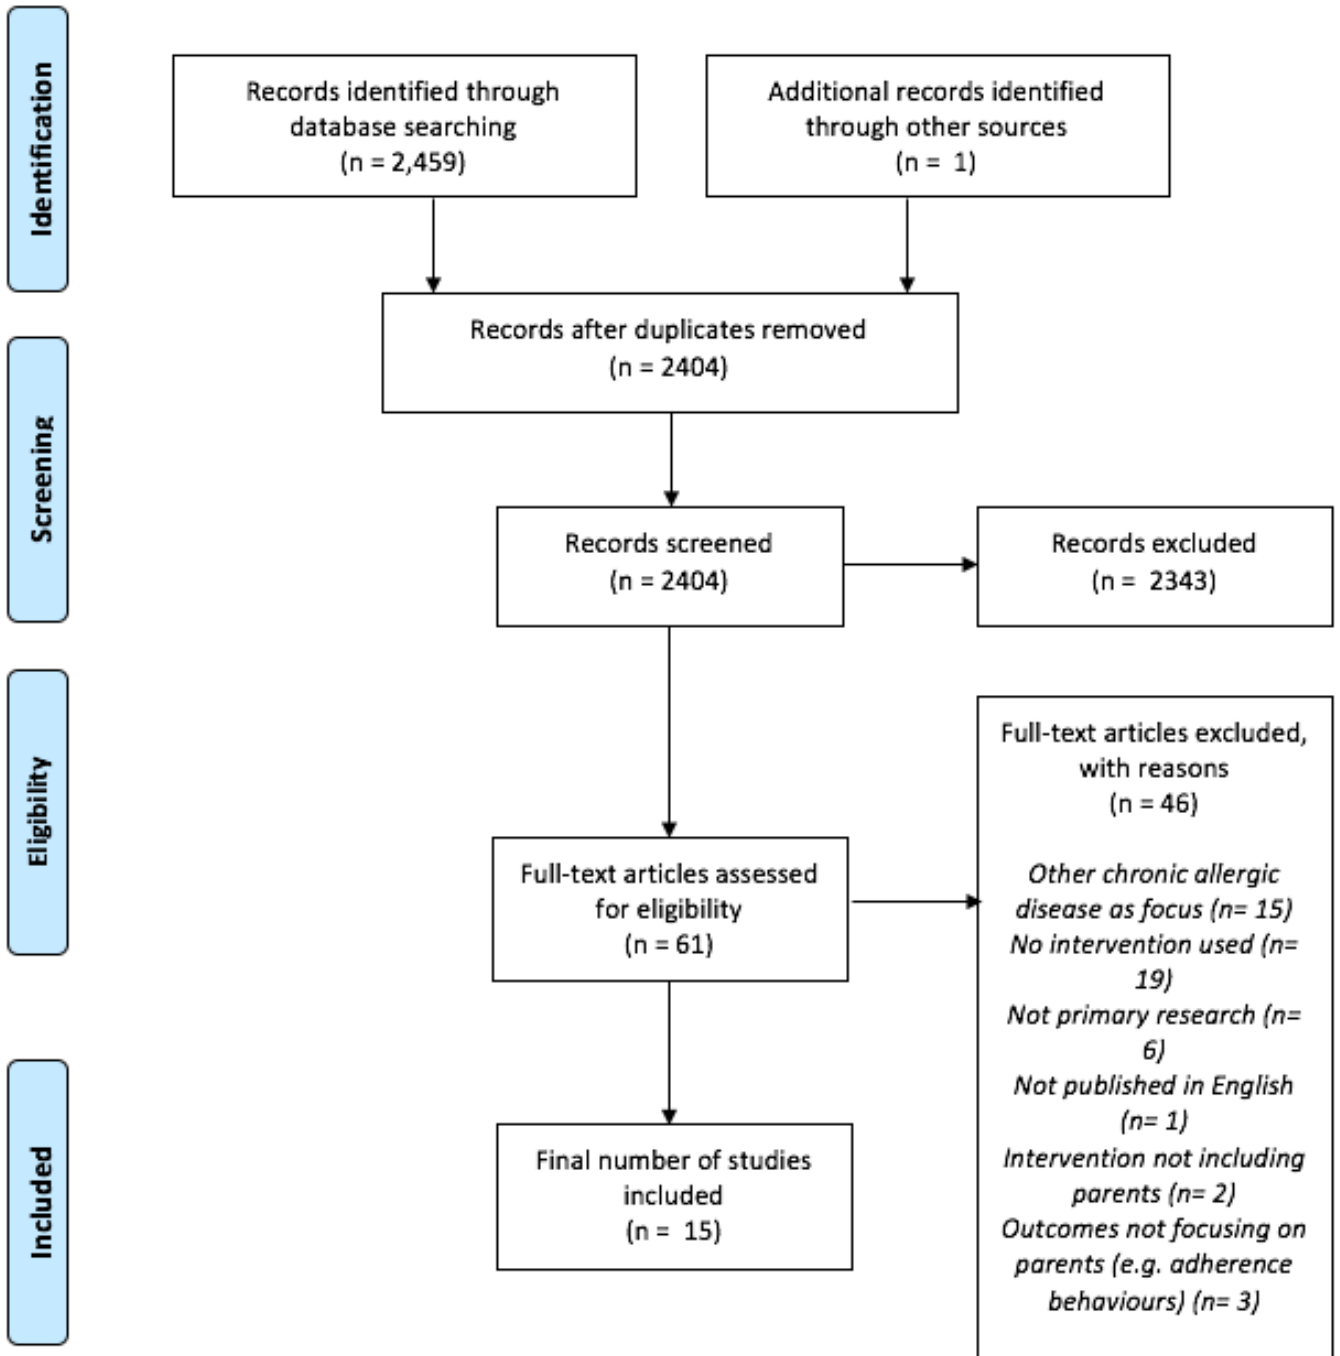 Identification
Records identified through
database searching
(n = 2,459)
Additional records identified
through other sources
(n =  1)
Records after duplicates removed
(n = 2404)
Screening
Records screened
(n = 2404)
Records excluded
(n =  2343)
Eligibility
Full-text articles assessed
for eligibility
(n = 61)
Full-text articles excluded,
with reasons
(n = 46)
Other chronic allergic
disease as focus (n= 15)
No intervention used (n=
19)
Not primary research (n=
6)
Not published in English
(n= 1)
Intervention not including
parents (n= 2)
Outcomes not focusing on
parents (e.g. adherence
behaviours) (n= 3)
Included
Final number of studies
included
(n =  15)